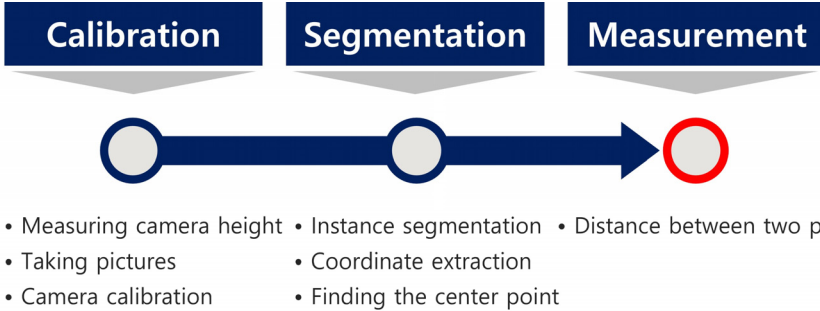 Calibration
Segmentation
Measurement
• Measuring camera height
• Taking pictures
• Camera calibration
• Instance segmentation
• Coordinate extraction
• Finding the center point
• Distance between two